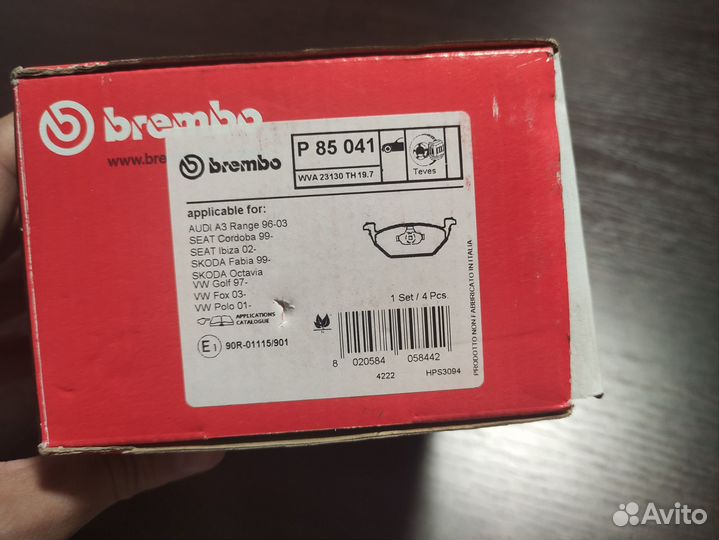 brembo
www.bre
brembo
P 85 041
WVA 23130 TH 19.7
Teves
applicable for:
AUDI A3 Range 96-03
SEAT Cordoba 99-
SEAT Ibiza 02-
SKODA Fabia 99-
SKODA Octavia
VW Golf 97-
VW Fox 03-
VW Polo 01-
APPLICATIONS
CATALOGUE
E1 90R-01115/901
1 Set / 4 Pcs.
8 020584 058442
4222 HPS3094
PRODOTTO NON FABBRICATO IN ITALIA
Avito